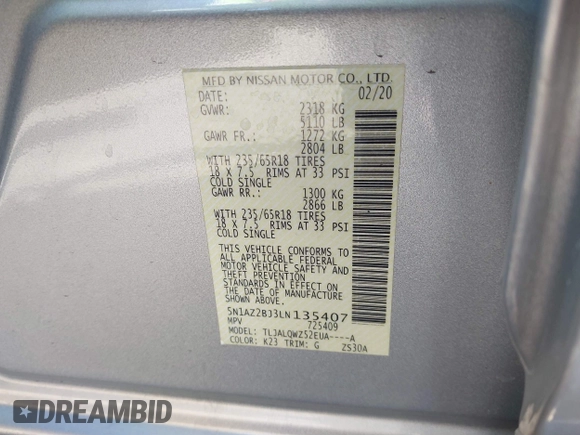 MFD BY NISSAN MOTOR CO., LTD.
DATE: 02/20
GVWR: 2318 KG
5110 LB
GAWR FR.: 1272 KG
2804 LB
WITH 235/65R18 TIRES
18 X 7.5 RIMS AT 33 PSI
COLD SINGLE
GAWR RR.: 1300 KG
2866 LB
WITH 235/65R18 TIRES
18 X 7.5 RIMS AT 33 PSI
COLD SINGLE
THIS VEHICLE CONFORMS TO
ALL APPLICABLE FEDERAL
MOTOR VEHICLE SAFETY AND
THEFT PREVENTION
STANDARDS IN EFFECT ON
THE DATE OF MANUFACTURE
SHOWN ABOVE.
5N1AZ2BJ3LN135407
MPV 725409
MODEL: TLJALQWZ52EUA----A
COLOR: K23 TRIM: G ZS30A
DREAMBID